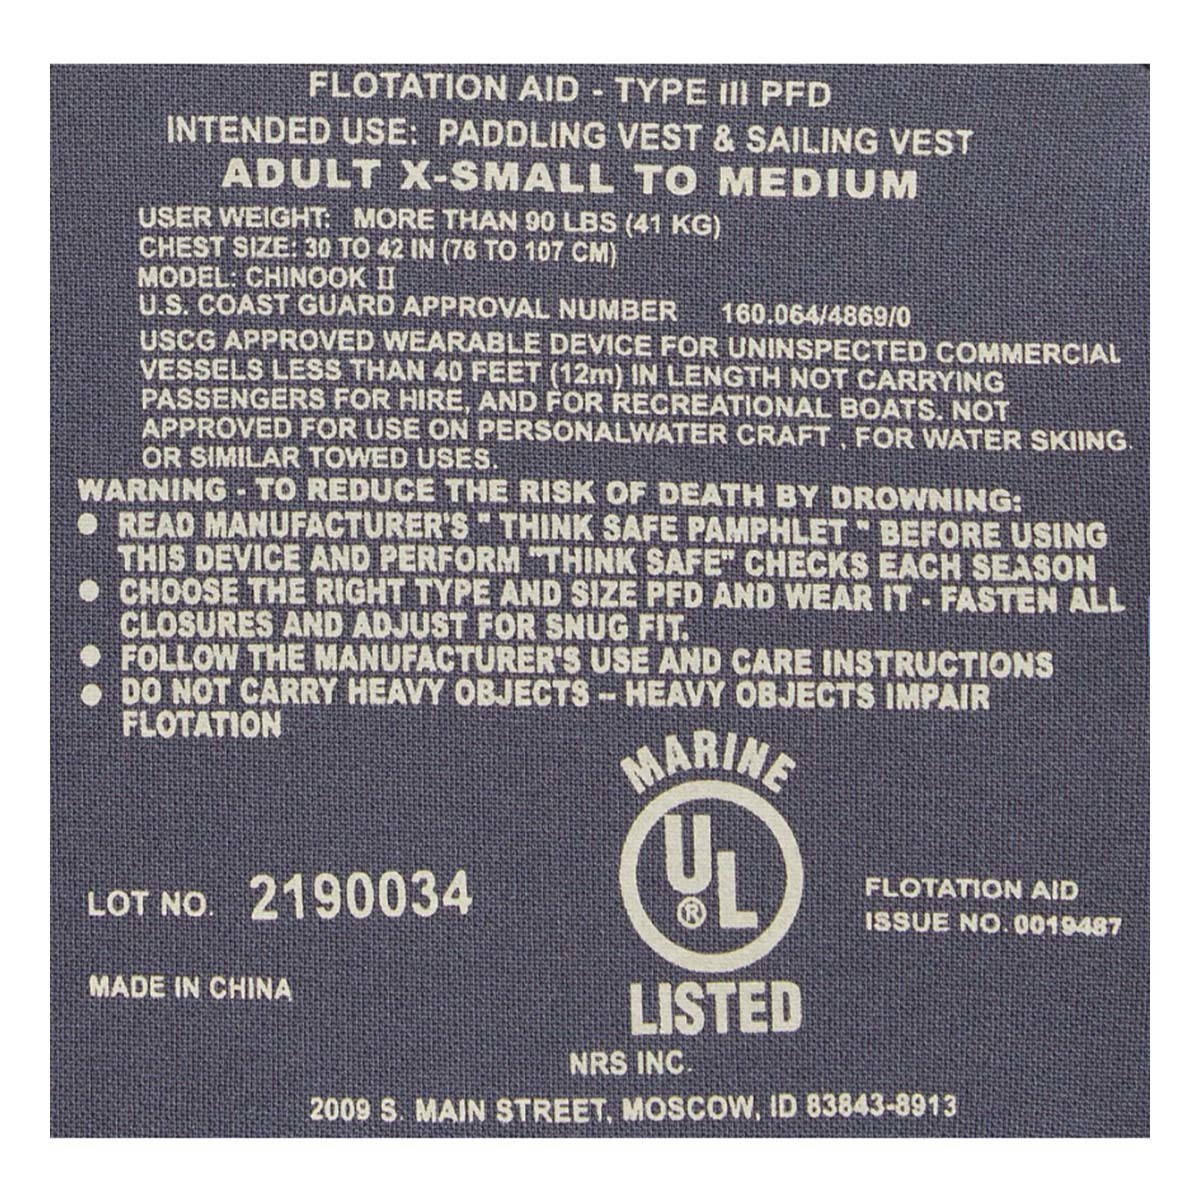 FLOTATION AID - TYPE III PFD
INTENDED USE: PADDLING VEST & SAILING VEST
ADULT X-SMALL TO MEDIUM
USER WEIGHT: MORE THAN 90 LBS (41 KG)
CHEST SIZE: 30 TO 42 IN (76 TO 107 CM)
MODEL: CHINOOK II
U.S. COAST GUARD APPROVAL NUMBER 160.064/4869/0
USCG APPROVED WEARABLE DEVICE FOR UNINSPECTED COMMERCIAL
VESSELS LESS THAN 40 FEET (12m) IN LENGTH NOT CARRYING
PASSENGERS FOR HIRE, AND FOR RECREATIONAL BOATS. NOT
APPROVED FOR USE ON PERSONALWATER CRAFT , FOR WATER SKIING
OR SIMILAR TOWED USES.
WARNING - TO REDUCE THE RISK OF DEATH BY DROWNING:
● READ MANUFACTURER'S " THINK SAFE PAMPHLET " BEFORE USING
THIS DEVICE AND PERFORM "THINK SAFE" CHECKS EACH SEASON
● CHOOSE THE RIGHT TYPE AND SIZE PFD AND WEAR IT - FASTEN ALL
CLOSURES AND ADJUST FOR SNUG FIT.
● FOLLOW THE MANUFACTURER'S USE AND CARE INSTRUCTIONS
● DO NOT CARRY HEAVY OBJECTS – HEAVY OBJECTS IMPAIR
FLOTATION
MARINE
UL ®
LISTED
LOT NO. 2190034
FLOTATION AID
ISSUE NO. 0019487
MADE IN CHINA
NRS INC.
2009 S. MAIN STREET, MOSCOW, ID 83843-8913